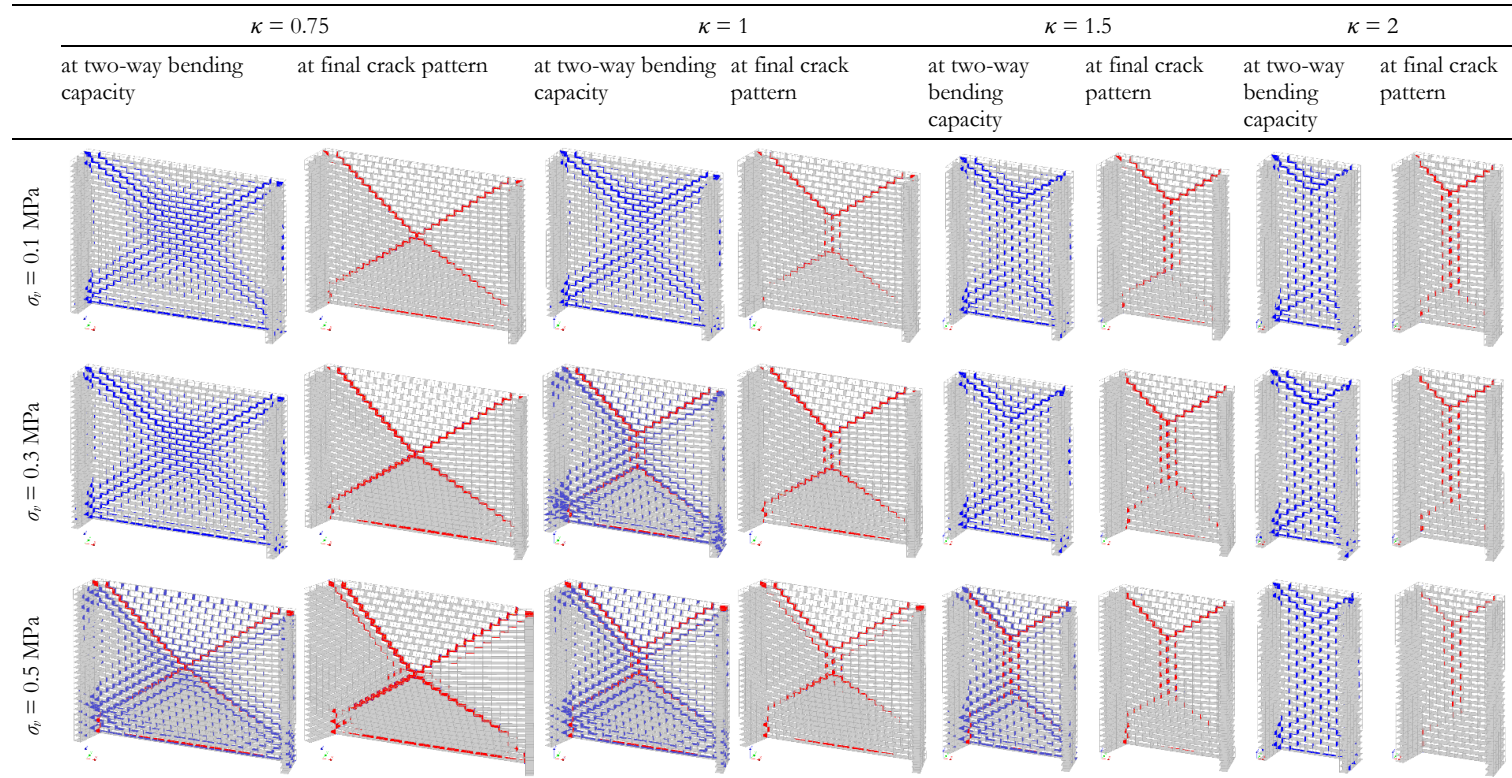 κ = 0.75 κ = 1 κ = 1.5 κ = 2
at two-way bending capacity
at final crack pattern
at two-way bending capacity
at final crack pattern
at two-way bending capacity
at final crack pattern
at two-way bending capacity
at final crack pattern
σv = 0.1 MPa
σv = 0.3 MPa
σv = 0.5 MPa